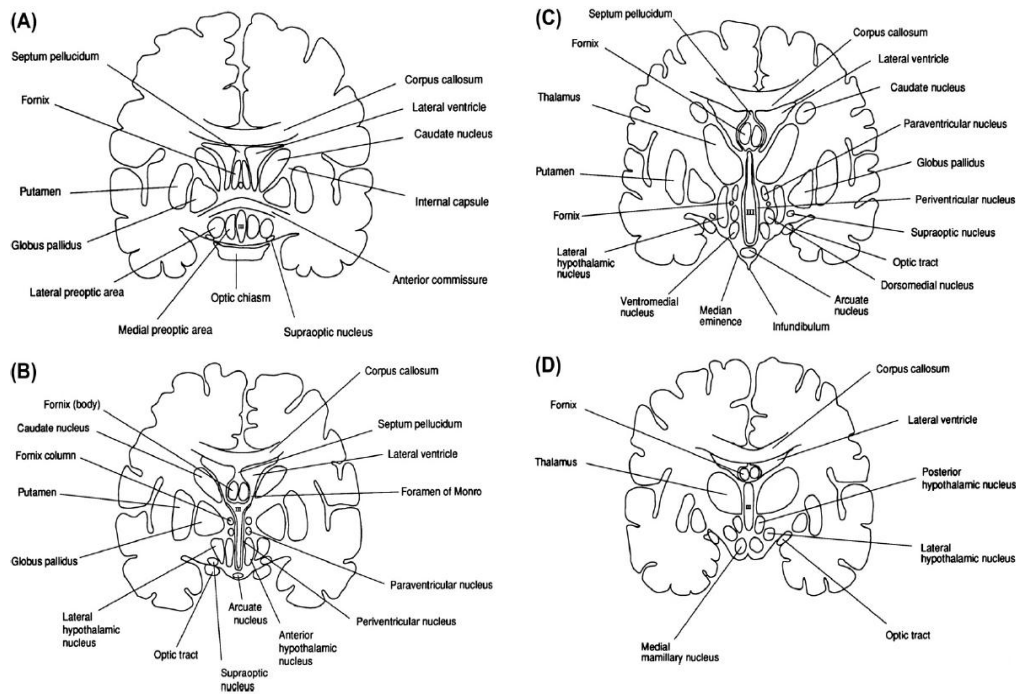 (A)
Septum pellucidum
Fornix
Putamen
Globus pallidus
Lateral preoptic area
Medial preoptic area
Optic chiasm
Supraoptic nucleus
Anterior commissure
Internal capsule
Caudate nucleus
Lateral ventricle
Corpus callosum
III
(B)
Fornix (body)
Caudate nucleus
Fornix column
Putamen
Globus pallidus
Lateral
hypothalamic
nucleus
Optic tract
Supraoptic
nucleus
Arcuate
nucleus
Anterior
hypothalamic
nucleus
Periventricular nucleus
Paraventricular nucleus
Foramen of Monro
Lateral ventricle
Septum pellucidum
Corpus callosum
III
(C)
Septum pellucidum
Fornix
Thalamus
Putamen
Fornix
Lateral
hypothalamic
nucleus
Ventromedial
nucleus
Median
eminence
Infundibulum
Arcuate
nucleus
Dorsomedial nucleus
Optic tract
Supraoptic nucleus
Periventricular nucleus
Globus pallidus
Paraventricular nucleus
Caudate nucleus
Lateral ventricle
Corpus callosum
III
(D)
Fornix
Thalamus
Medial
mamillary nucleus
Optic tract
Lateral
hypothalamic nucleus
Posterior
hypothalamic nucleus
Lateral ventricle
Corpus callosum
III